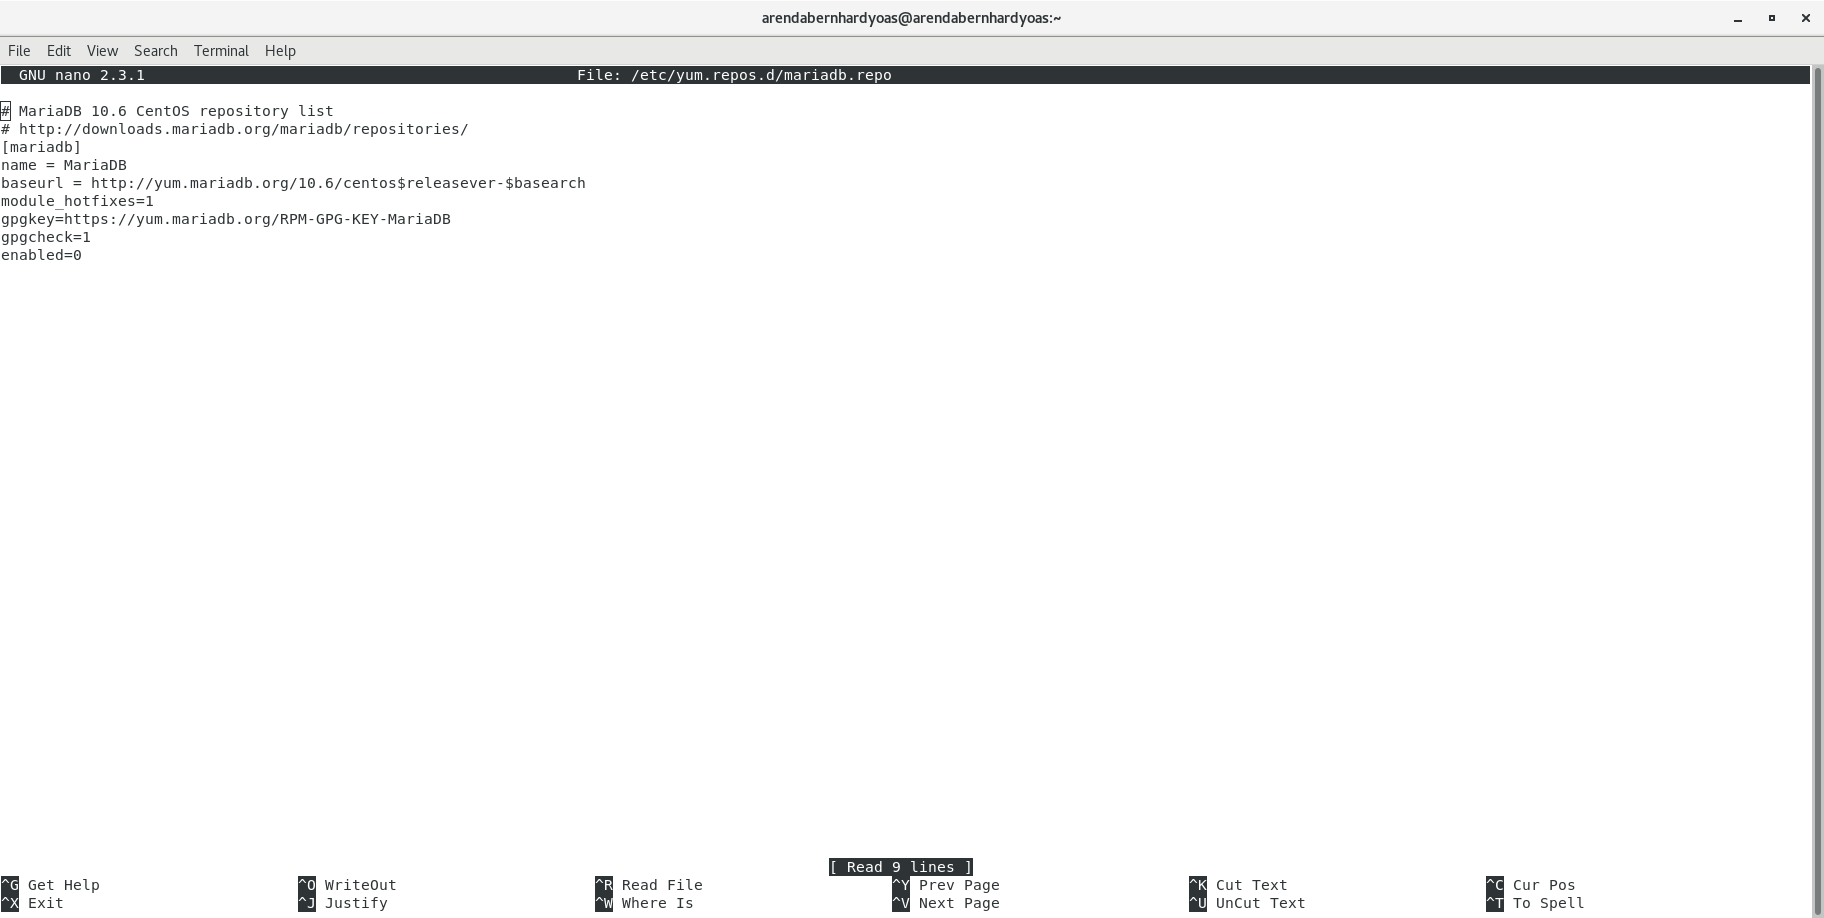 arendabernhardyoas@arendabernhardyoas:~
File Edit View Search Terminal Help
GNU nano 2.3.1 File: /etc/yum.repos.d/mariadb.repo
# MariaDB 10.6 CentOS repository list
# http://downloads.mariadb.org/mariadb/repositories/
[mariadb]
name = MariaDB
baseurl = http://yum.mariadb.org/10.6/centos$releasever-$basearch
module_hotfixes=1
gpgkey=https://yum.mariadb.org/RPM-GPG-KEY-MariaDB
gpgcheck=1
enabled=0
[ Read 9 lines ]
^G Get Help ^O WriteOut ^R Read File ^Y Prev Page ^K Cut Text ^C Cur Pos
^X Exit ^J Justify ^W Where Is ^V Next Page ^U UnCut Text ^T To Spell